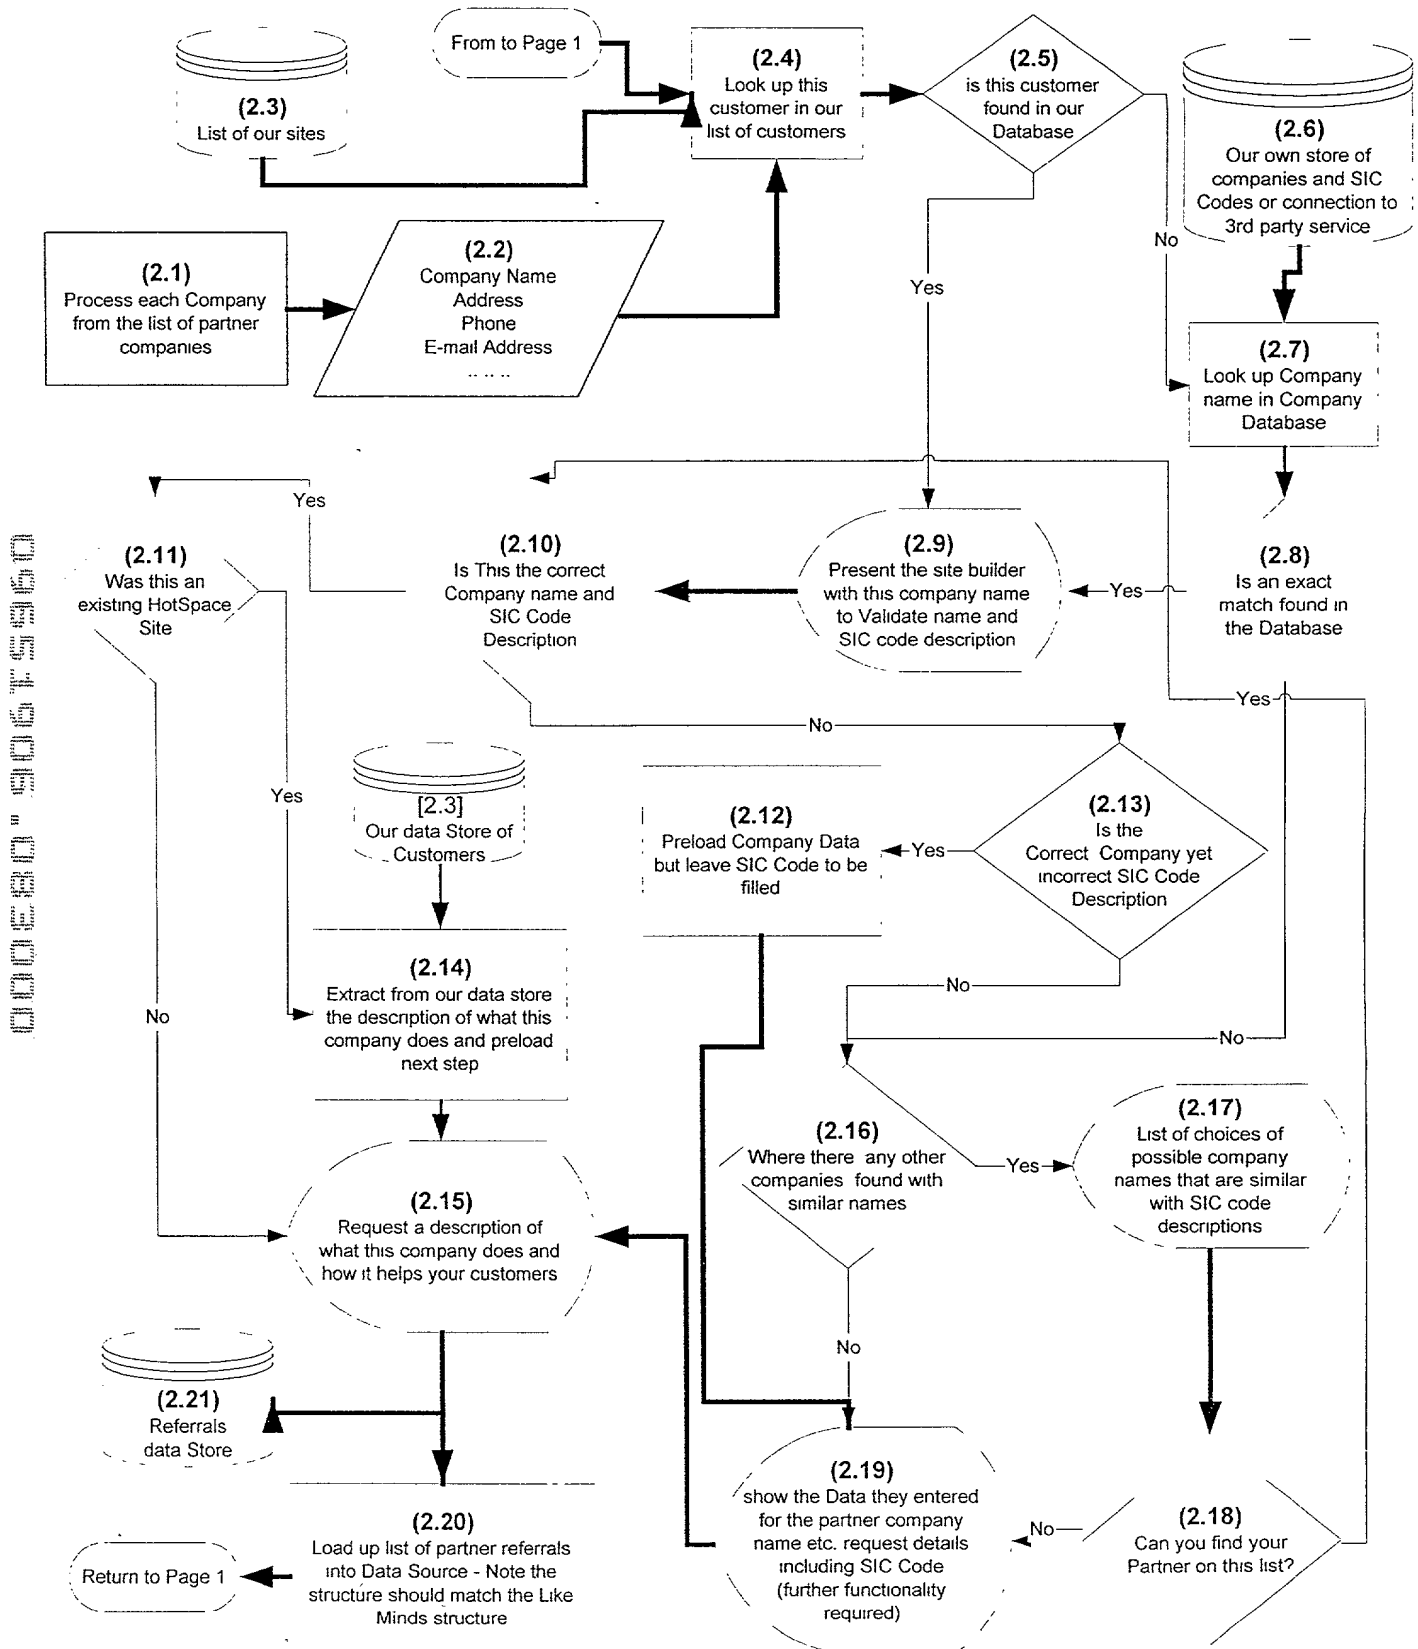 From to Page 1
(2.3)
List of our sites
(2.4)
Look up this
customer in our
list of customers
(2.5)
is this customer
found in our
Database
(2.6)
Our own store of
companies and SIC
Codes or connection to
3rd party service
No
Yes
(2.1)
Process each Company
from the list of partner
companies
(2.2)
Company Name
Address
Phone
E-mail Address
.. .. ..
(2.7)
Look up Company
name in Company
Database
Yes
(2.11)
Was this an
existing HotSpace
Site
(2.10)
Is This the correct
Company name and
SIC Code
Description
(2.9)
Present the site builder
with this company name
to Validate name and
SIC code description
Yes
(2.8)
Is an exact
match found in
the Database
Yes
No
Yes
[2.3]
Our data Store of
Customers
(2.12)
Preload Company Data
but leave SIC Code to be
filled
Yes
(2.13)
Is the
Correct Company yet
incorrect SIC Code
Description
No
No
No
(2.14)
Extract from our data store
the description of what this
company does and preload
next step
(2.16)
Where there any other
companies found with
similar names
Yes
(2.17)
List of choices of
possible company
names that are similar
with SIC code
descriptions
(2.15)
Request a description of
what this company does and
how it helps your customers
No
(2.21)
Referrals
data Store
(2.19)
show the Data they entered
for the partner company
name etc. request details
including SIC Code
(further functionality
required)
No
(2.18)
Can you find your
Partner on this list?
(2.20)
Load up list of partner referrals
into Data Source - Note the
structure should match the Like
Minds structure
Return to Page 1